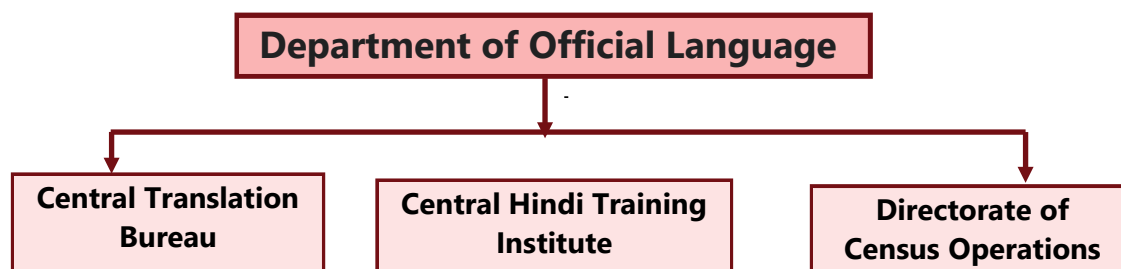 Department of Official Language
-
Central Translation
Bureau
Central Hindi Training
Institute
Directorate of
Census Operations